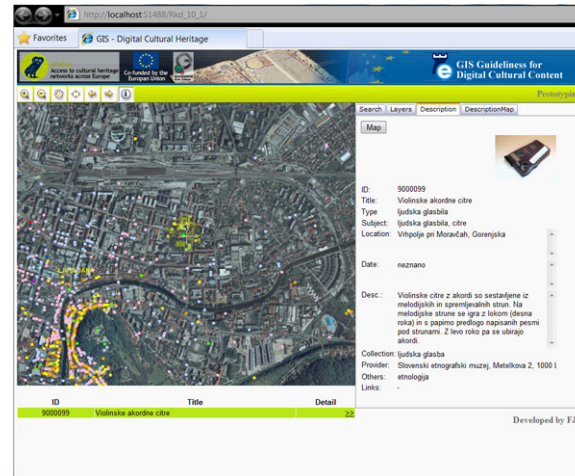 http://localhost:51488/Rkd_10_1/
Favorites
GIS - Digital Cultural Heritage
Access to cultural heritage
networks across Europe
Co-funded by the
European Union
GIS Guideliness for
Digital Cultural Content
Prototypin
Search
Layers
Description
DescriptionMap
Map
ID: 9000099
Title: Violinske akordne citre
Type ljudska glasbila
Subject: ljudska glasbila, citre
Location: Vrhpolje pri Moravčah, Gorenjska
Date: neznano
Desc.: Violinske citre z akordi so sestavljene iz
melodijskih in spremljevalnih strun. Na
melodijske strune se igra z lokom (desna
roka) in s papirno predlogo napisanih pesmi
pod strunami. Z levo roko pa se ubirajo
akordi.
Collection: ljudska glasba
Provider: Slovenski etnografski muzej, Metelkova 2, 1000 L
Others: etnologija
Links: -
LJUBLJANA
ID Title Detail
9000099 Violinske akordne citre >>
Developed by FJ